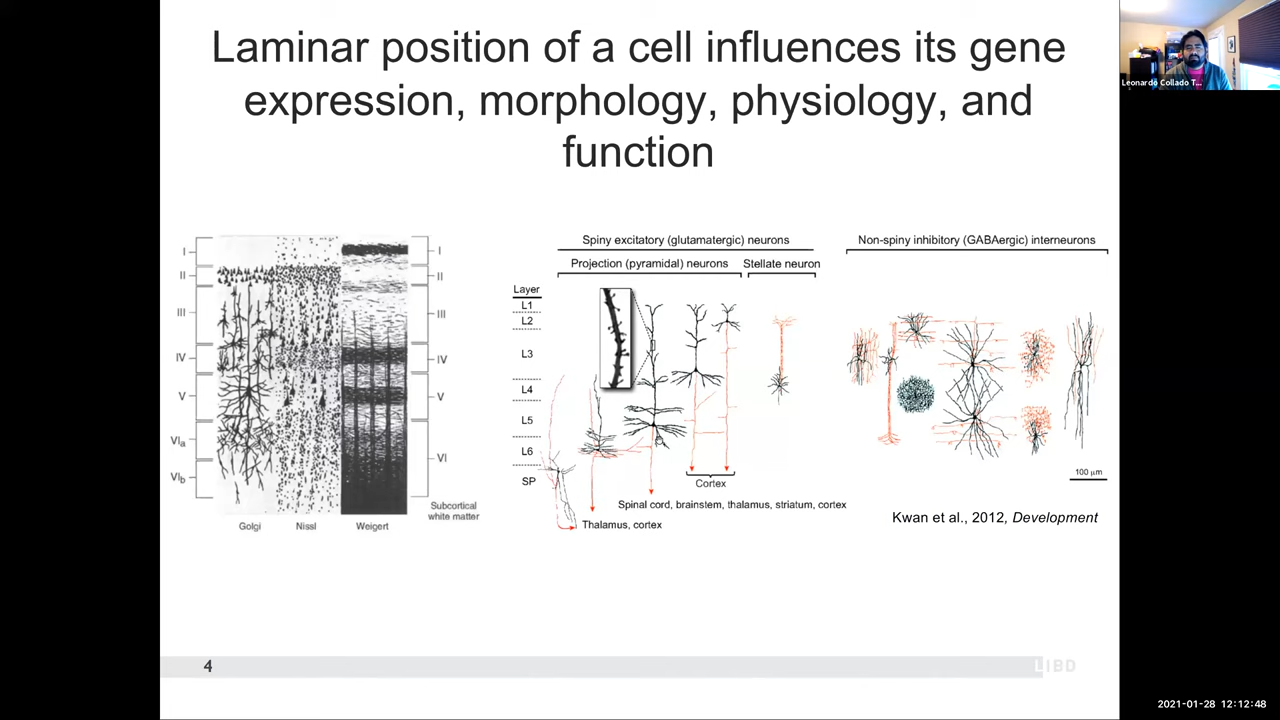 Laminar position of a cell influences its gene
expression, morphology, physiology, and
function
Leonardo Collado T...
I
II
III
IV
V
VIa
VIb
I
II
III
IV
V
VI
Subcortical
white matter
Golgi
Nissl
Weigert
Spiny excitatory (glutamatergic) neurons
Projection (pyramidal) neurons
Stellate neuron
Layer
L1
L2
L3
L4
L5
L6
SP
Cortex
Spinal cord, brainstem, thalamus, striatum, cortex
Thalamus, cortex
Non-spiny inhibitory (GABAergic) interneurons
100 μm
Kwan et al., 2012, Development
4
LIBD
2021-01-28 12:12:48